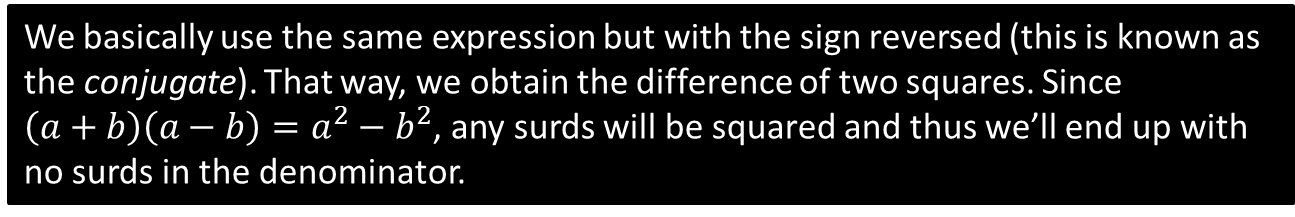 We basically use the same expression but with the sign reversed (this is known as
the conjugate). That way, we obtain the difference of two squares. Since
(a + b)(a − b) = a² − b², any surds will be squared and thus we’ll end up with
no surds in the denominator.